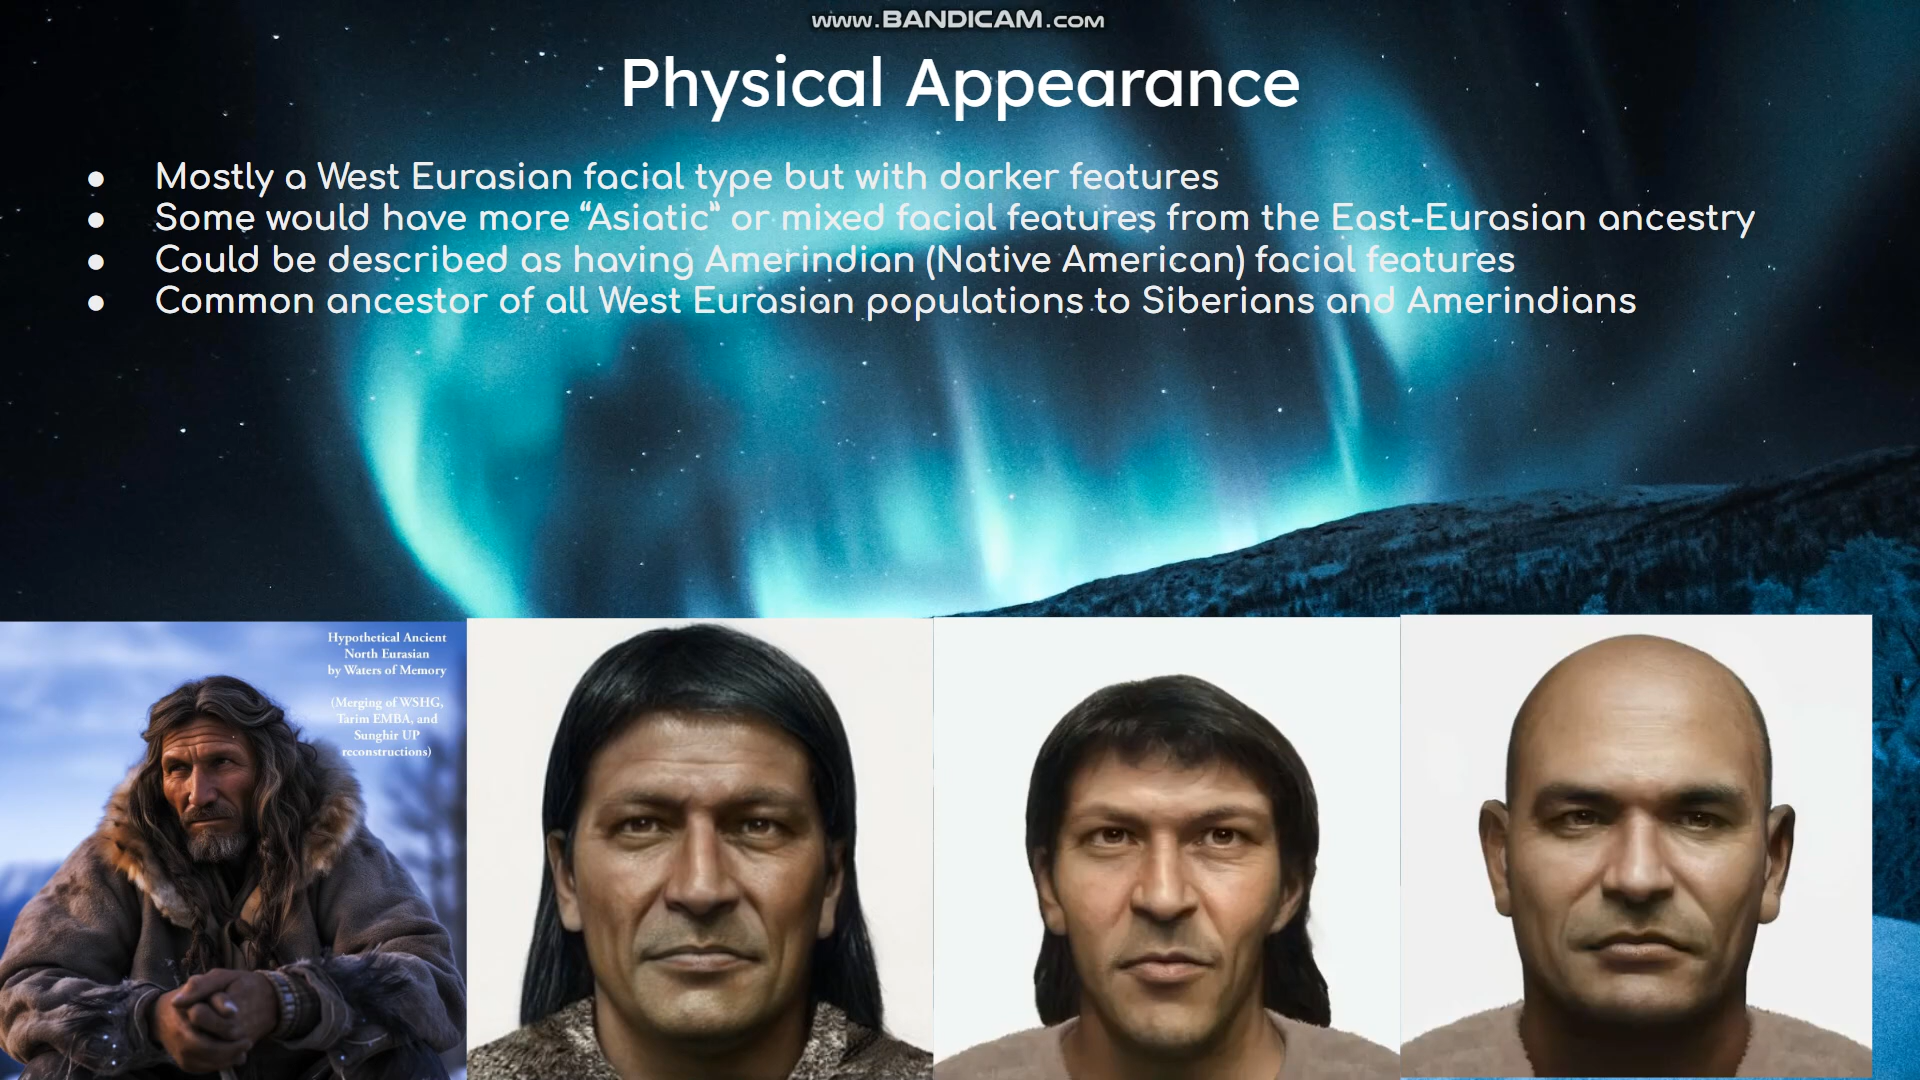 www.BANDICAM.com
Physical Appearance
● Mostly a West Eurasian facial type but with darker features
● Some would have more “Asiatic” or mixed facial features from the East-Eurasian ancestry
● Could be described as having Amerindian (Native American) facial features
● Common ancestor of all West Eurasian populations to Siberians and Amerindians
Hypothetical Ancient
North Eurasian
by Waters of Memory
(Merging of WSHG,
Tarim EMBA, and
Sunghir UP
reconstructions)